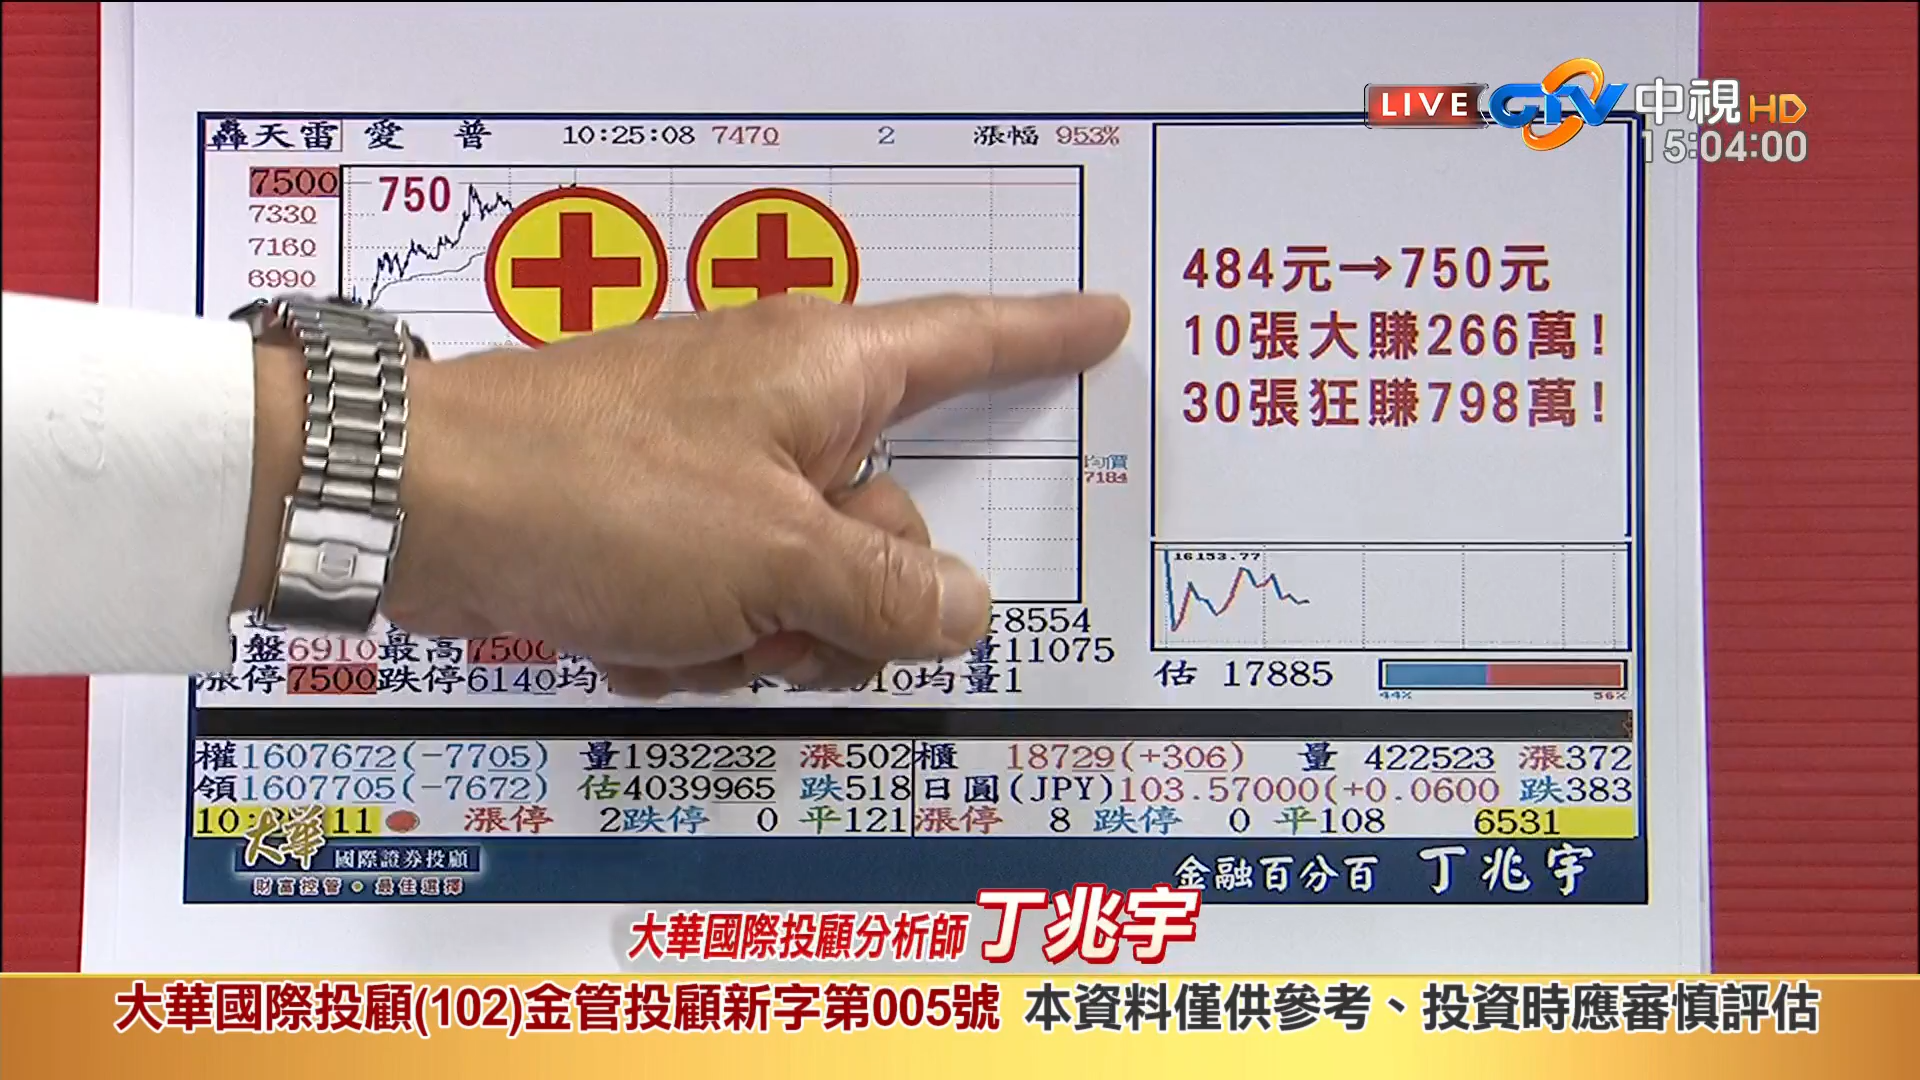 LIVE CTV 中視HD
15:04:00
轟天雷 愛普 10:25:08 7470 2 漲幅 953%
7500
750
7330
7160
6990
484元→750元
10張大賺266萬!
30張狂賺798萬!
均價
7184
16153.77
8554
盤6910最高7500 量11075
漲停7500跌停6140均 均量1
估 17885
44% 56%
權1607672(-7705) 量1932232 漲502 櫃 18729(+306) 量 422523 漲372
領1607705(-7672) 估4039965 跌518 日圓(JPY)103.57000(+0.0600 跌383
10: 11 漲停 2跌停 0 平121 漲停 8 跌停 0 平108 6531
大華國際證券投顧
財富控管 最佳選擇
金融百分百 丁兆宇
大華國際投顧分析師 丁兆宇
大華國際投顧(102)金管投顧新字第005號 本資料僅供參考、投資時應審慎評估